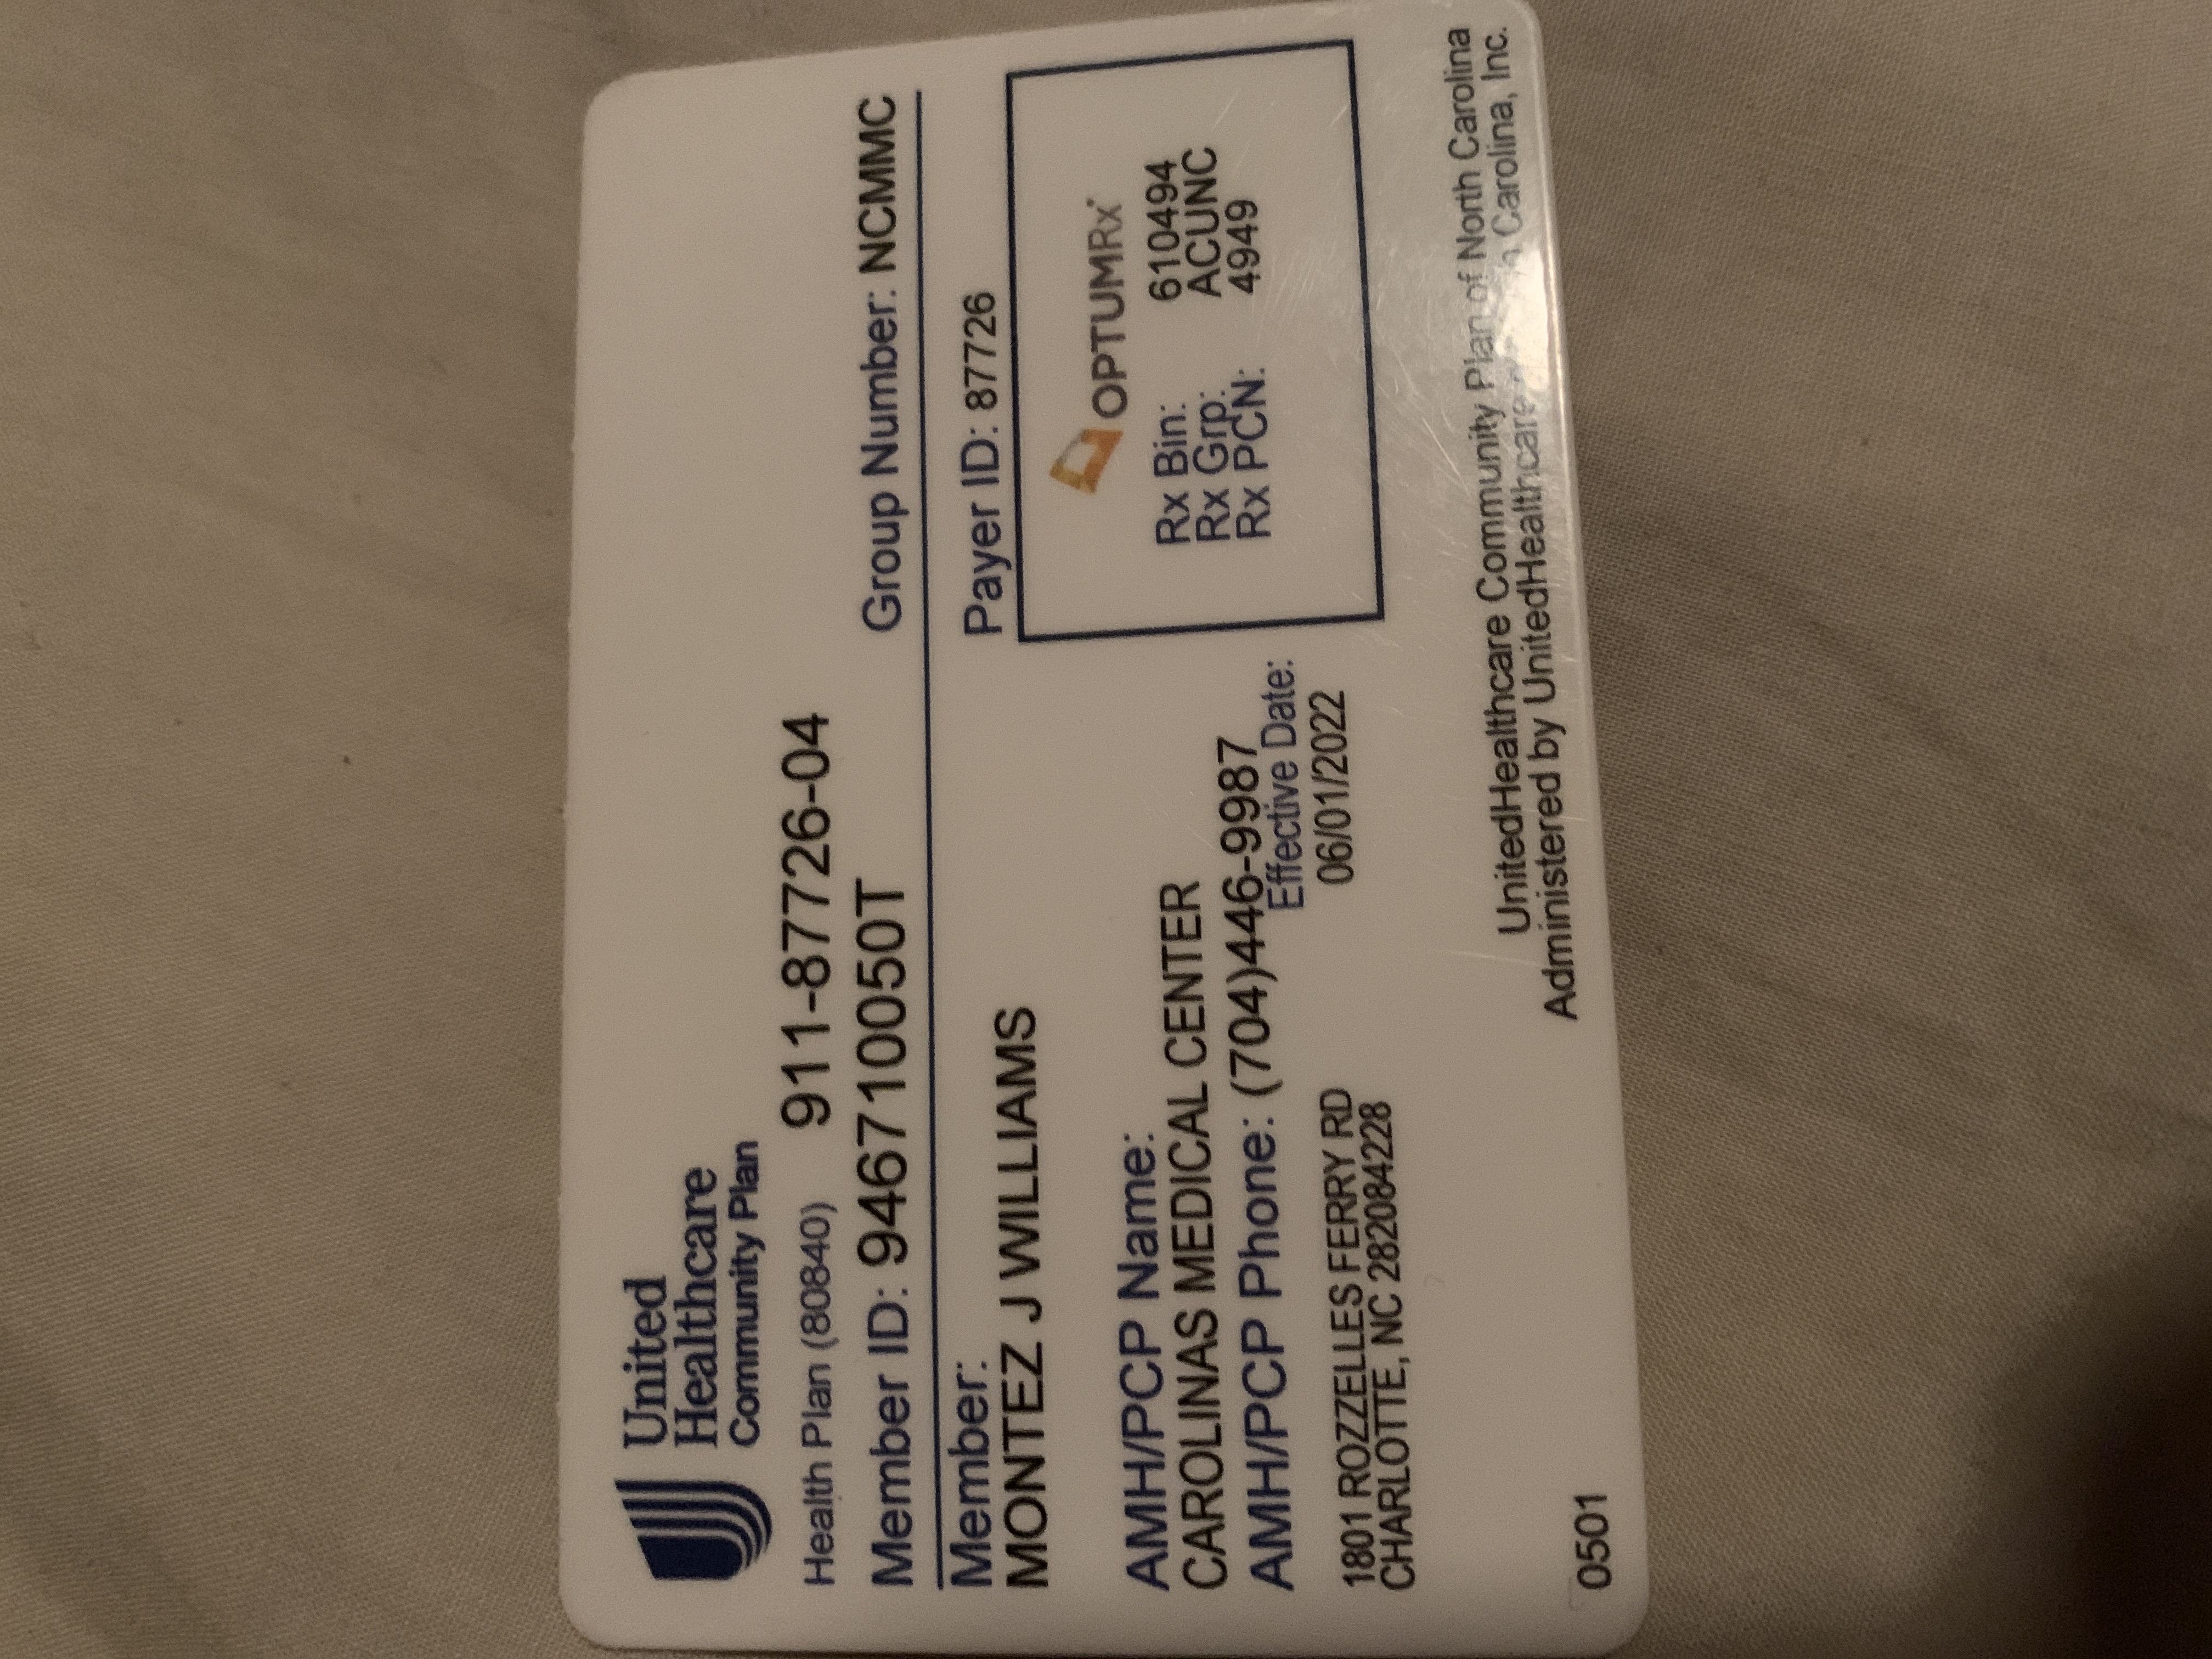 United
Healthcare
Community Plan
Health Plan (80840) 911-87726-04
Member ID: 946710050T Group Number: NCMMC
Member:
MONTEZ J WILLIAMS
Payer ID: 87726
AMH/PCP Name:
CAROLINAS MEDICAL CENTER
AMH/PCP Phone: (704)446-9987
Effective Date:
06/01/2022
1801 ROZZELLES FERRY RD
CHARLOTTE, NC 282084228
OPTUMRx
Rx Bin: 610494
Rx Grp: ACUNC
Rx PCN: 4949
0501
UnitedHealthcare Community Plan of North Carolina
Administered by UnitedHealthcare Carolina, Inc.